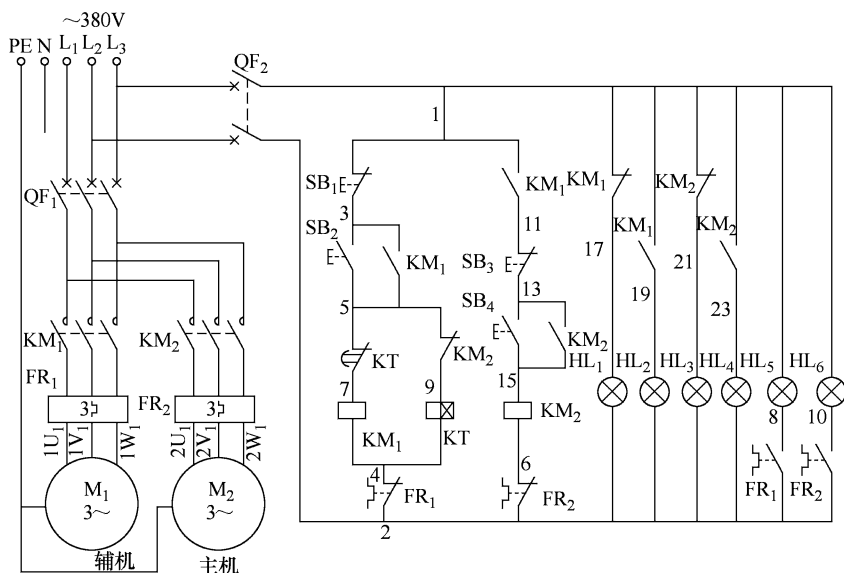 ~380V
PE N L₁ L₂ L₃
QF₂
1
SB₁
KM₁
KM₁
KM₂
QF₁
3
11
SB₂
KM₁
KM₂
17
KM₁
SB₃
21
13
19
5
SB₄
23
KM₁
KM₂
KT
KM₂
KM₂
FR₁
7
9
15
HL₁
HL₂
HL₃
HL₄
HL₅
HL₆
3
FR₂
3
KM₂
8
10
1U₁
1V₁
1W₁
2U₁
2V₁
2W₁
KM₁
KT
4
6
M₁
3~
M₂
3~
FR₁
FR₂
FR₁
FR₂
2
辅机
主机